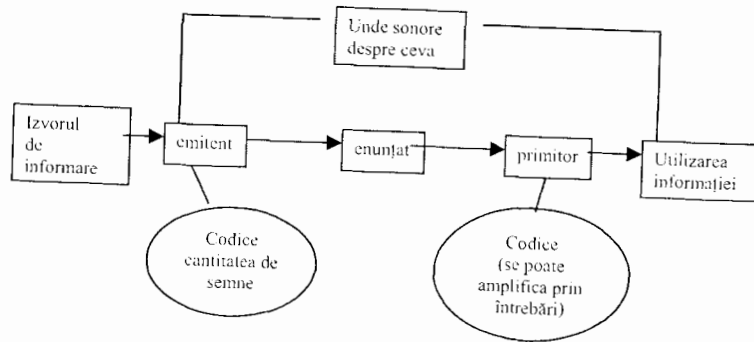 Unde sonore
despre ceva
Izvorul
de
informare
emitent
enunțat
primitor
Utilizarea
informației
Codice
cantitatea de
semne
Codice
(se poate
amplifica prin
întrebări)